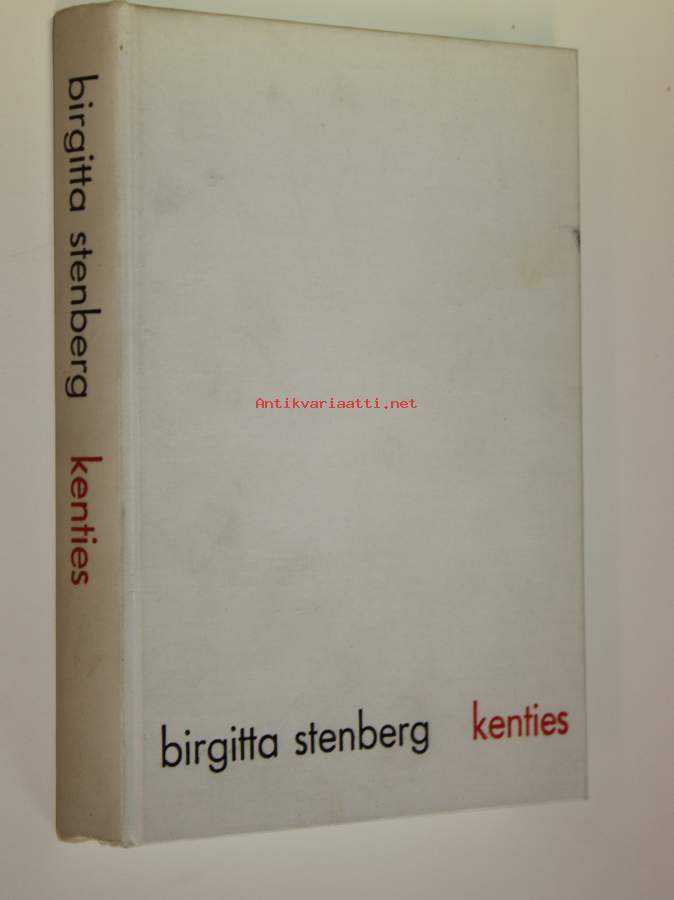 birgitta stenberg kenties
Antikvariaatti.net
birgitta stenberg kenties